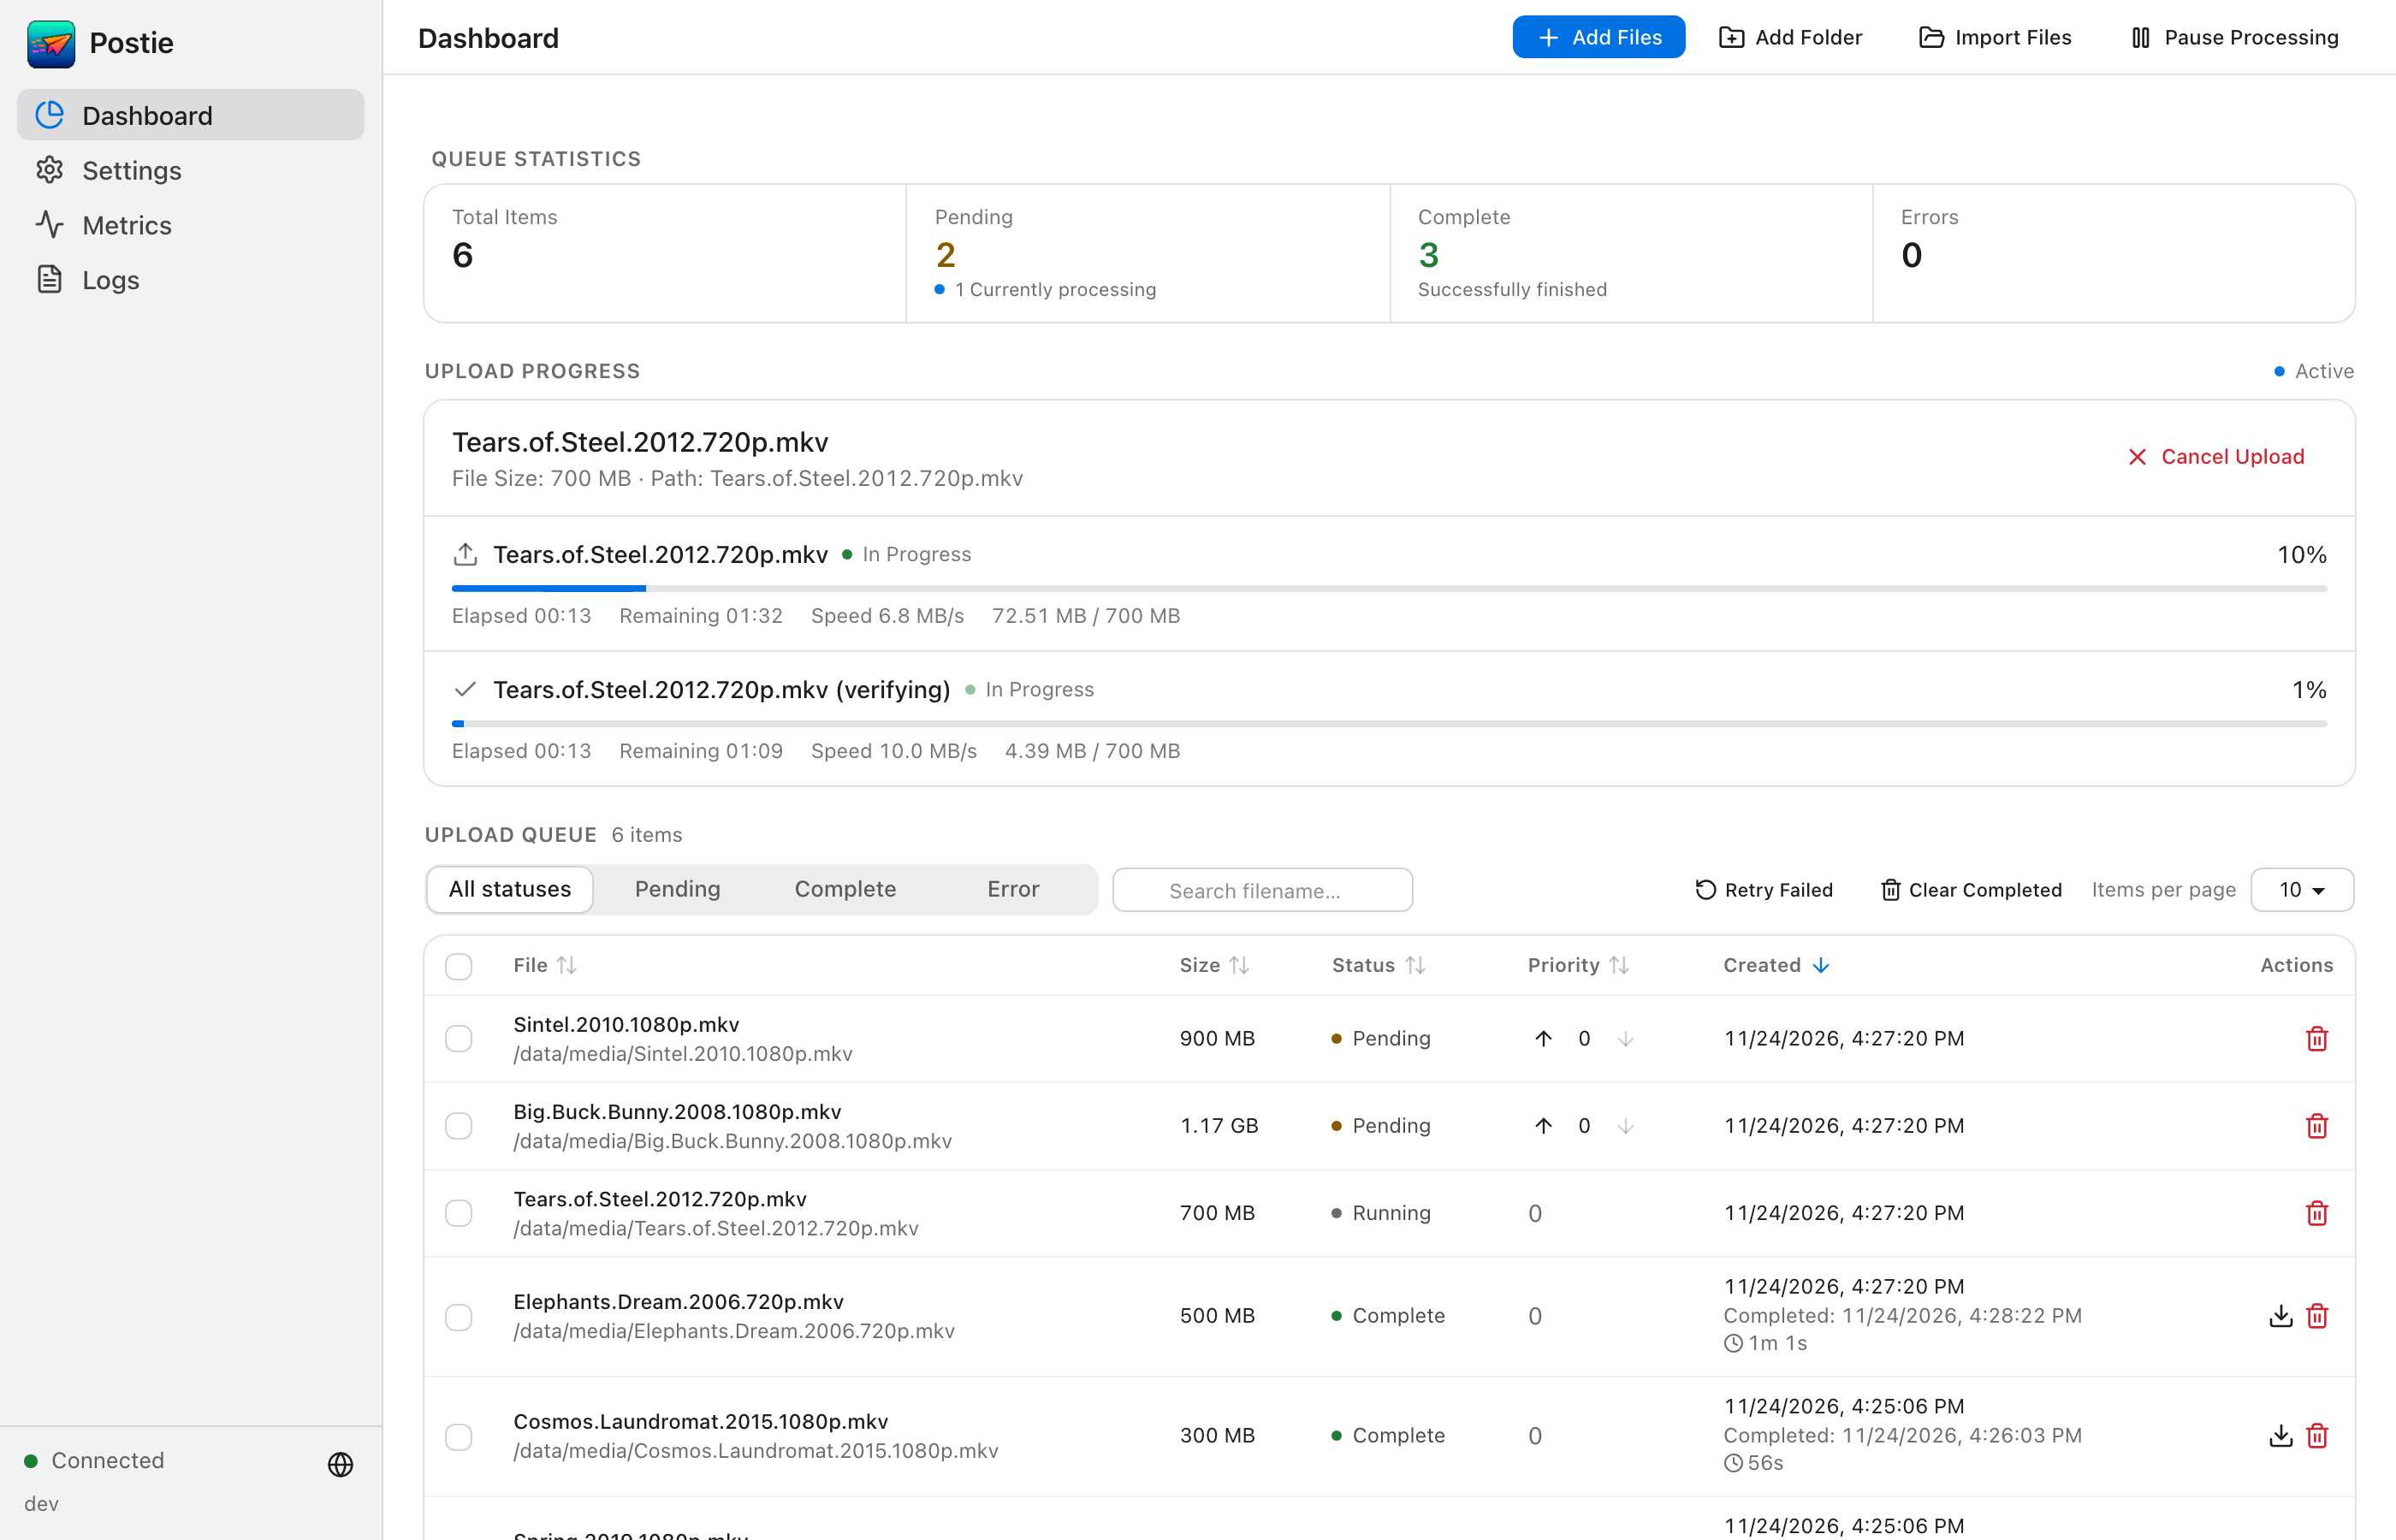 Postie
Dashboard
Settings
Metrics
Logs
Connected
dev
Dashboard
Add Files
Add Folder
Import Files
Pause Processing
QUEUE STATISTICS
Total Items
6
Pending
2
1 Currently processing
Complete
3
Successfully finished
Errors
0
UPLOAD PROGRESS
Active
Tears.of.Steel.2012.720p.mkv
File Size: 700 MB · Path: Tears.of.Steel.2012.720p.mkv
Cancel Upload
Tears.of.Steel.2012.720p.mkv In Progress 10%
Elapsed 00:13 Remaining 01:32 Speed 6.8 MB/s 72.51 MB / 700 MB
Tears.of.Steel.2012.720p.mkv (verifying) In Progress 1%
Elapsed 00:13 Remaining 01:09 Speed 10.0 MB/s 4.39 MB / 700 MB
UPLOAD QUEUE 6 items
All statuses Pending Complete Error Search filename... Retry Failed Clear Completed Items per page 10
File Size Status Priority Created Actions
Sintel.2010.1080p.mkv
/data/media/Sintel.2010.1080p.mkv
900 MB Pending 0 11/24/2026, 4:27:20 PM
Big.Buck.Bunny.2008.1080p.mkv
/data/media/Big.Buck.Bunny.2008.1080p.mkv
1.17 GB Pending 0 11/24/2026, 4:27:20 PM
Tears.of.Steel.2012.720p.mkv
/data/media/Tears.of.Steel.2012.720p.mkv
700 MB Running 0 11/24/2026, 4:27:20 PM
Elephants.Dream.2006.720p.mkv
/data/media/Elephants.Dream.2006.720p.mkv
500 MB Complete 0
11/24/2026, 4:27:20 PM
Completed: 11/24/2026, 4:28:22 PM
1m 1s
Cosmos.Laundromat.2015.1080p.mkv
/data/media/Cosmos.Laundromat.2015.1080p.mkv
300 MB Complete 0
11/24/2026, 4:25:06 PM
Completed: 11/24/2026, 4:26:03 PM
56s
Spring.2019.1080p.mkv
11/24/2026, 4:25:06 PM